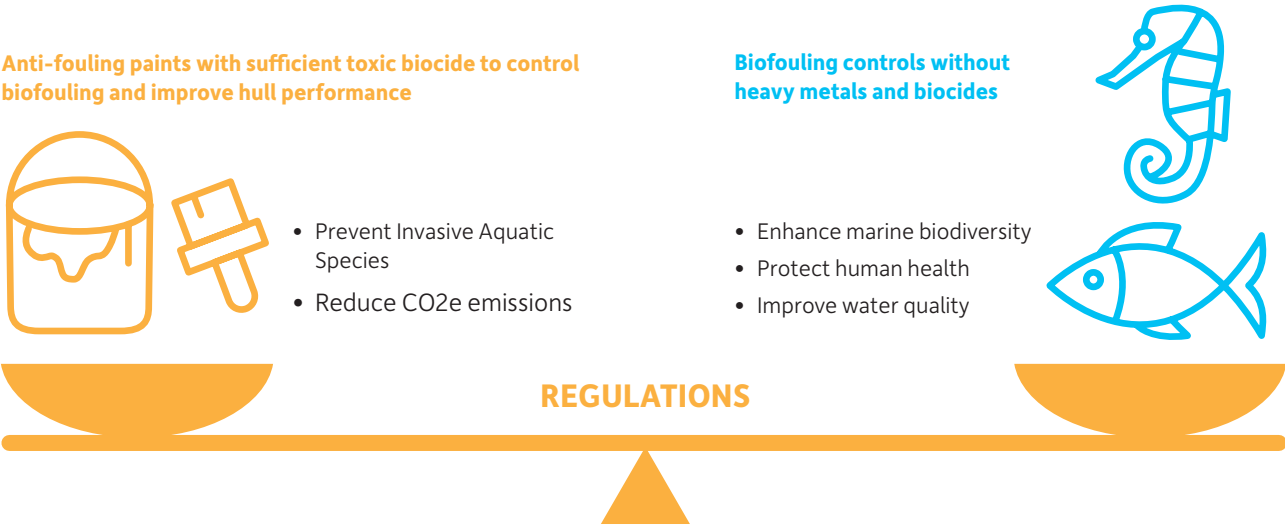 Anti-fouling paints with sufficient toxic biocide to control
biofouling and improve hull performance
• Prevent Invasive Aquatic
Species
• Reduce CO2e emissions
Biofouling controls without
heavy metals and biocides
• Enhance marine biodiversity
• Protect human health
• Improve water quality
REGULATIONS